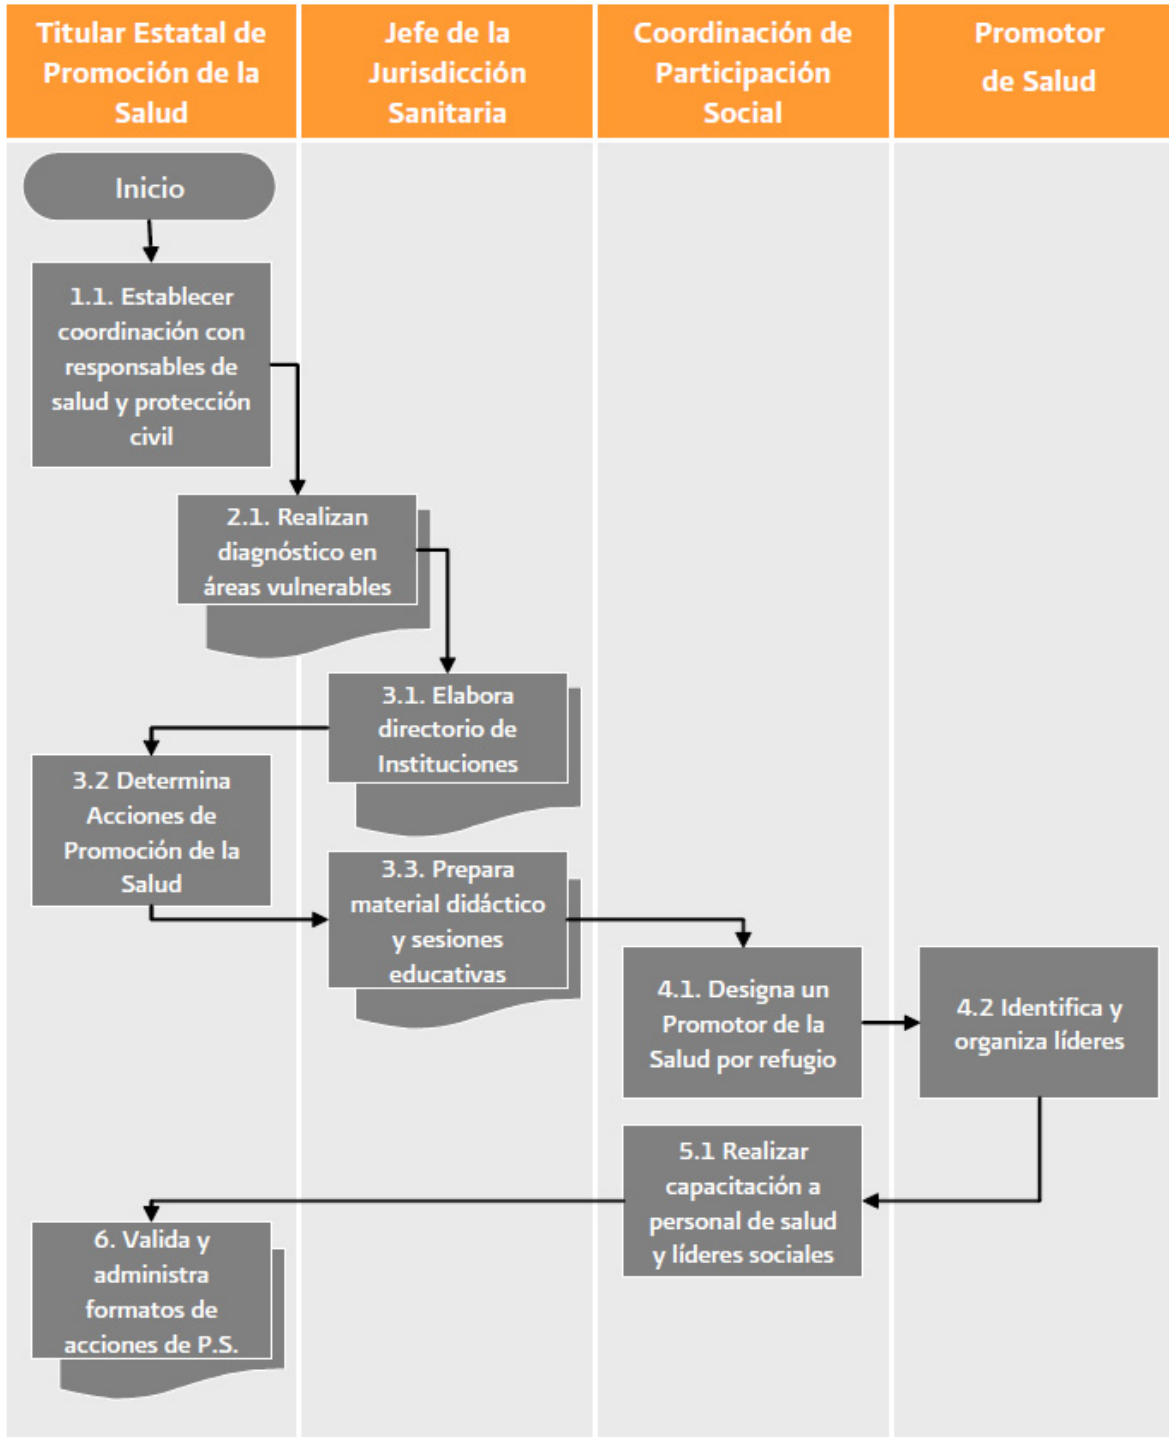 Titular Estatal de
Promoción de la
Salud
Jefe de la
Jurisdicción
Sanitaria
Coordinación de
Participación
Social
Promotor
de Salud
Inicio
1.1. Establecer
coordinación con
responsables de
salud y protección
civil
2.1. Realizan
diagnóstico en
áreas vulnerables
3.1. Elabora
directorio de
Instituciones
3.2 Determina
Acciones de
Promoción de la
Salud
3.3. Prepara
material didáctico
y sesiones
educativas
4.1. Designa un
Promotor de la
Salud por refugio
4.2 Identifica y
organiza líderes
5.1 Realizar
capacitación a
personal de salud
y líderes sociales
6. Valida y
administra
formatos de
acciones de P.S.